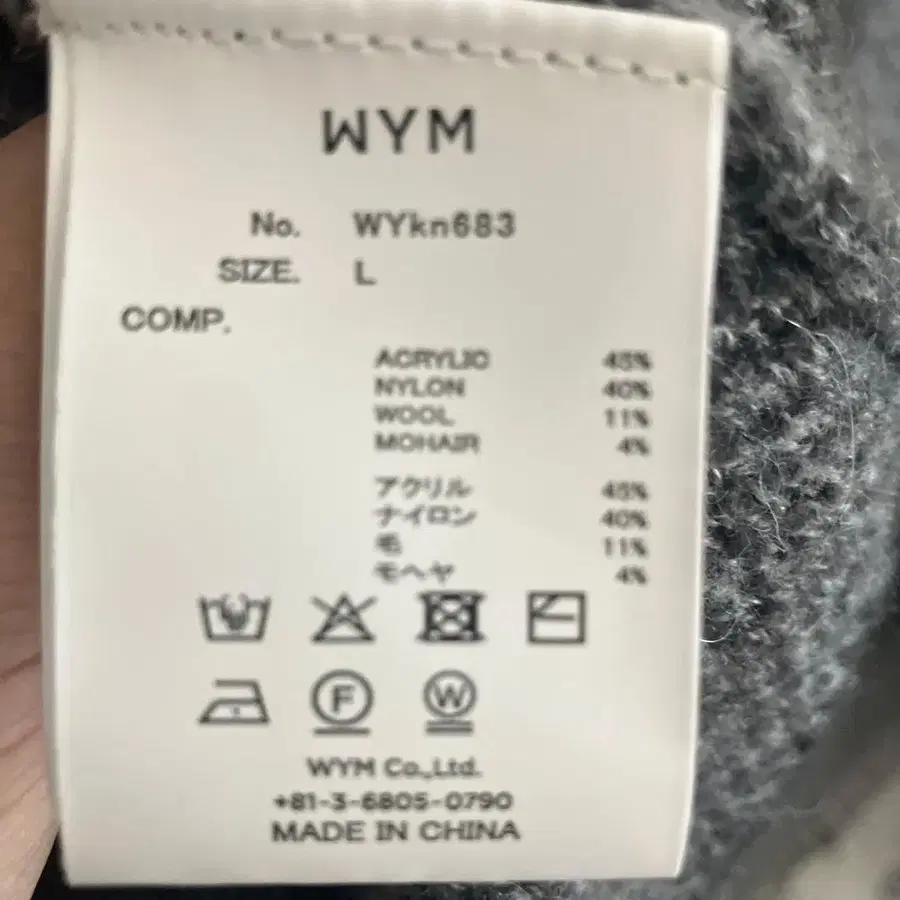 WYM
No. WYkn683
SIZE. L
COMP.
ACRYLIC 45%
NYLON 40%
WOOL 11%
MOHAIR 4%
アクリル 45%
ナイロン 40%
毛 11%
モヘヤ 4%
F W
WYM Co.,Ltd.
+81-3-6805-0790
MADE IN CHINA